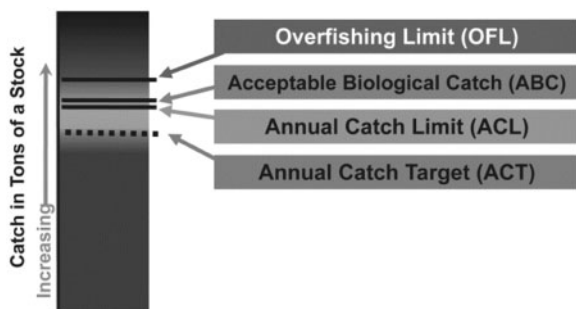 Overfishing Limit (OFL)
Acceptable Biological Catch (ABC)
Annual Catch Limit (ACL)
Annual Catch Target (ACT)
Catch in Tons of a Stock
Increasing